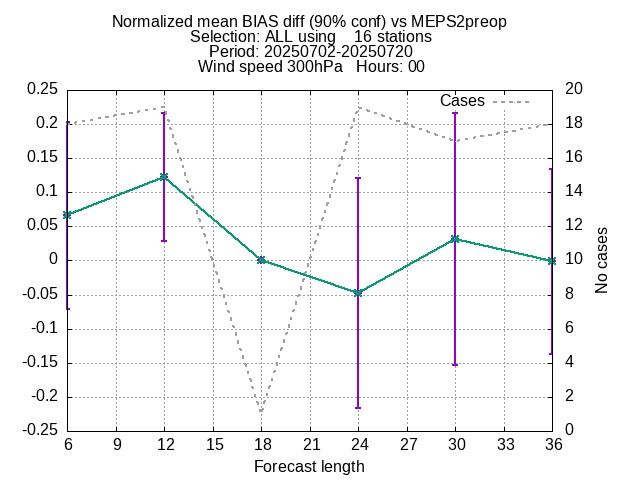 Normalized mean BIAS diff (90% conf) vs MEPS2preop
Selection: ALL using    16 stations
Period: 20250702-20250720
Wind speed 300hPa   Hours: 00
Cases
0.25
0.2
0.15
0.1
0.05
0
-0.05
-0.1
-0.15
-0.2
-0.25
20
18
16
14
12
10
8
6
4
2
0
No cases
6 9 12 15 18 21 24 27 30 33 36
Forecast length